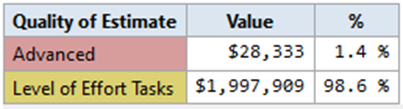 Quality of Estimate Value %
Advanced $28,333 1.4 %
Level of Effort Tasks $1,997,909 98.6 %